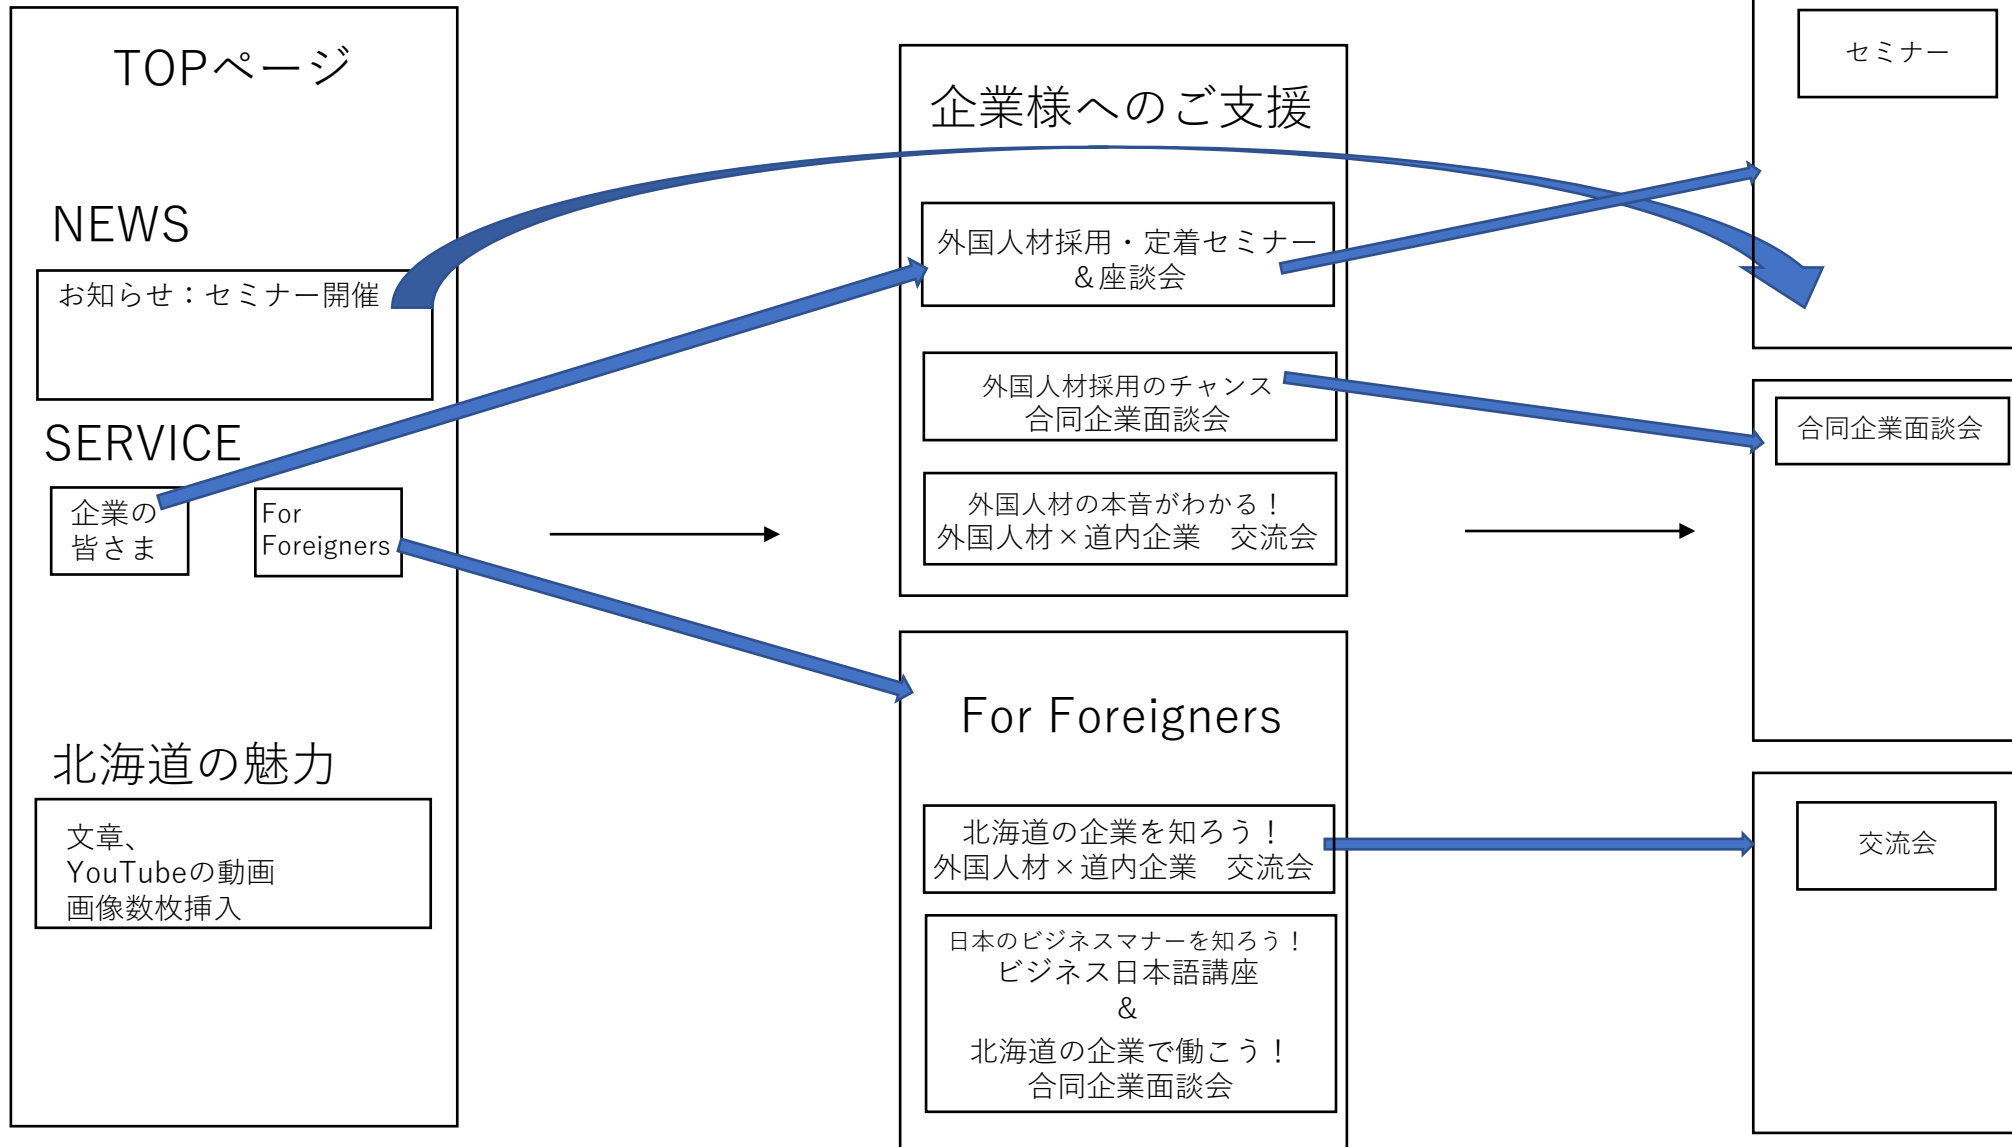 TOPページ
NEWS
お知らせ：セミナー開催
SERVICE
企業の
皆さま
For
Foreigners
北海道の魅力
文章、
YouTubeの動画
画像数枚挿入
企業様へのご支援
外国人材採用・定着セミナー
＆座談会
外国人材採用のチャンス
合同企業面談会
外国人材の本音がわかる！
外国人材×道内企業　交流会
For Foreigners
北海道の企業を知ろう！
外国人材×道内企業　交流会
日本のビジネスマナーを知ろう！
ビジネス日本語講座
＆
北海道の企業で働こう！
合同企業面談会
セミナー
合同企業面談会
交流会